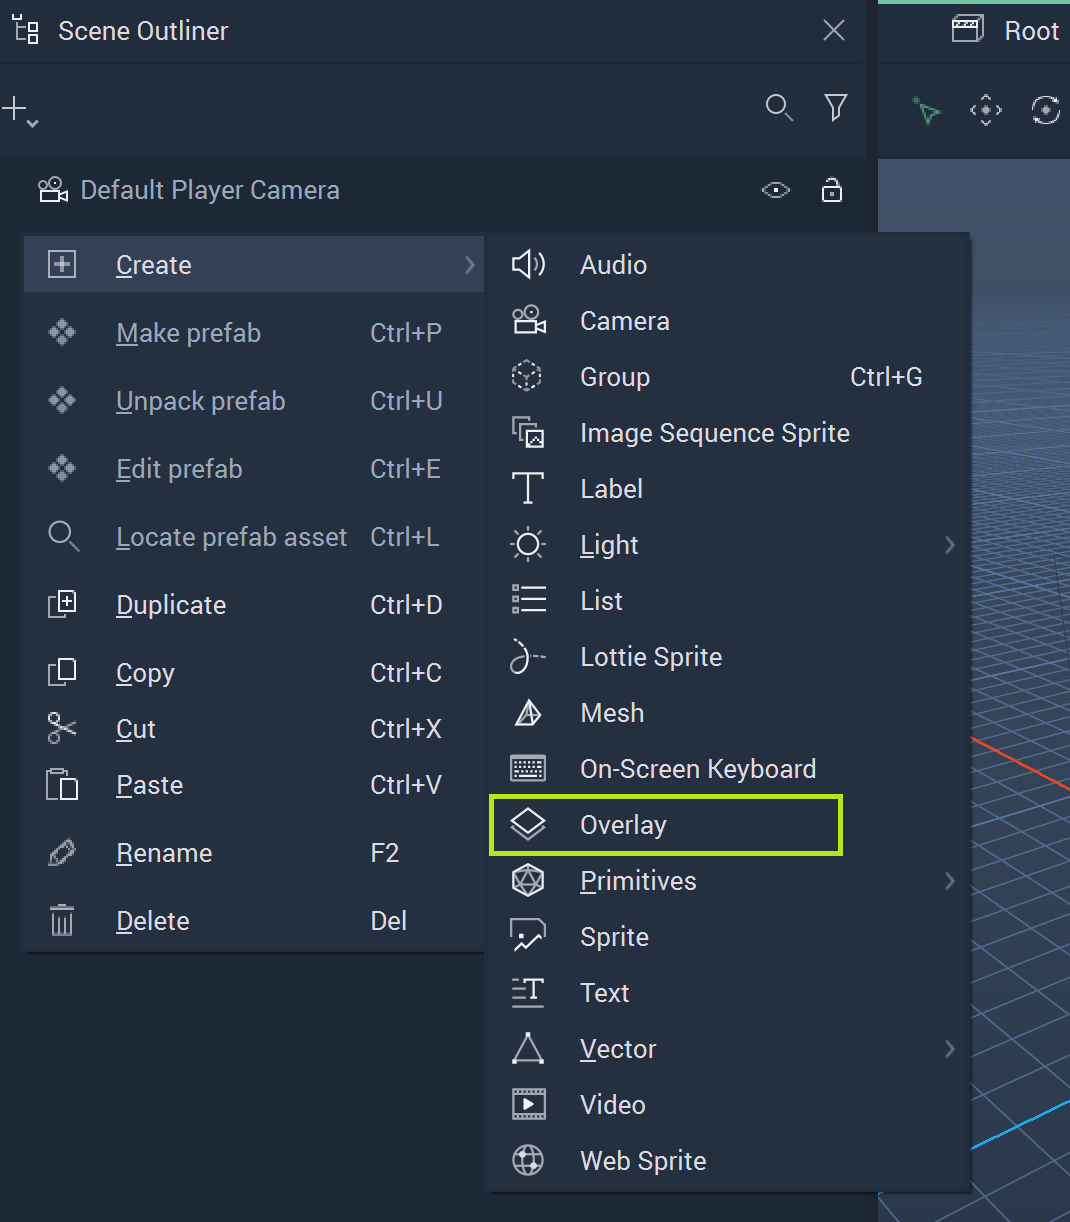 Scene Outliner
Root
Default Player Camera
Create
Make prefab Ctrl+P
Unpack prefab Ctrl+U
Edit prefab Ctrl+E
Locate prefab asset Ctrl+L
Duplicate Ctrl+D
Copy Ctrl+C
Cut Ctrl+X
Paste Ctrl+V
Rename F2
Delete Del
Audio
Camera
Group Ctrl+G
Image Sequence Sprite
Label
Light
List
Lottie Sprite
Mesh
On-Screen Keyboard
Overlay
Primitives
Sprite
Text
Vector
Video
Web Sprite